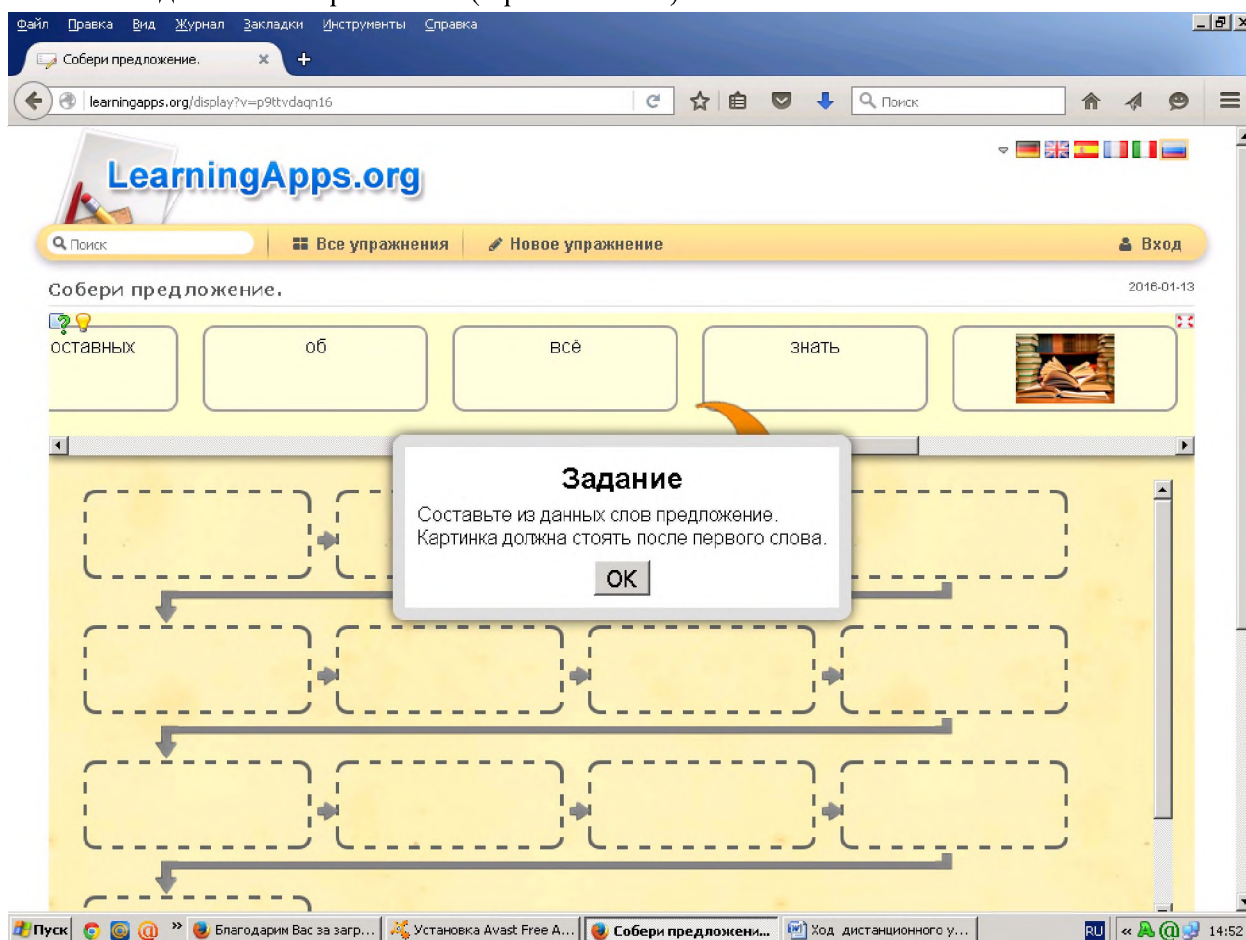 Файл Правка Вид Журнал Закладки Инструменты Справка
Собери предложение.
learningapps.org/display?v=p9ttvdaqn16
Поиск
LearningApps.org
Поиск
Все упражнения
Новое упражнение
Вход
Собери предложение.
2016-01-13
оставных
об
всё
знать
Задание
Составьте из данных слов предложение.
Картинка должна стоять после первого слова.
OK
Пуск
Благодарим Вас за загр...
Установка Avast Free A...
Собери предложени...
Ход дистанционного у...
RU
14:52